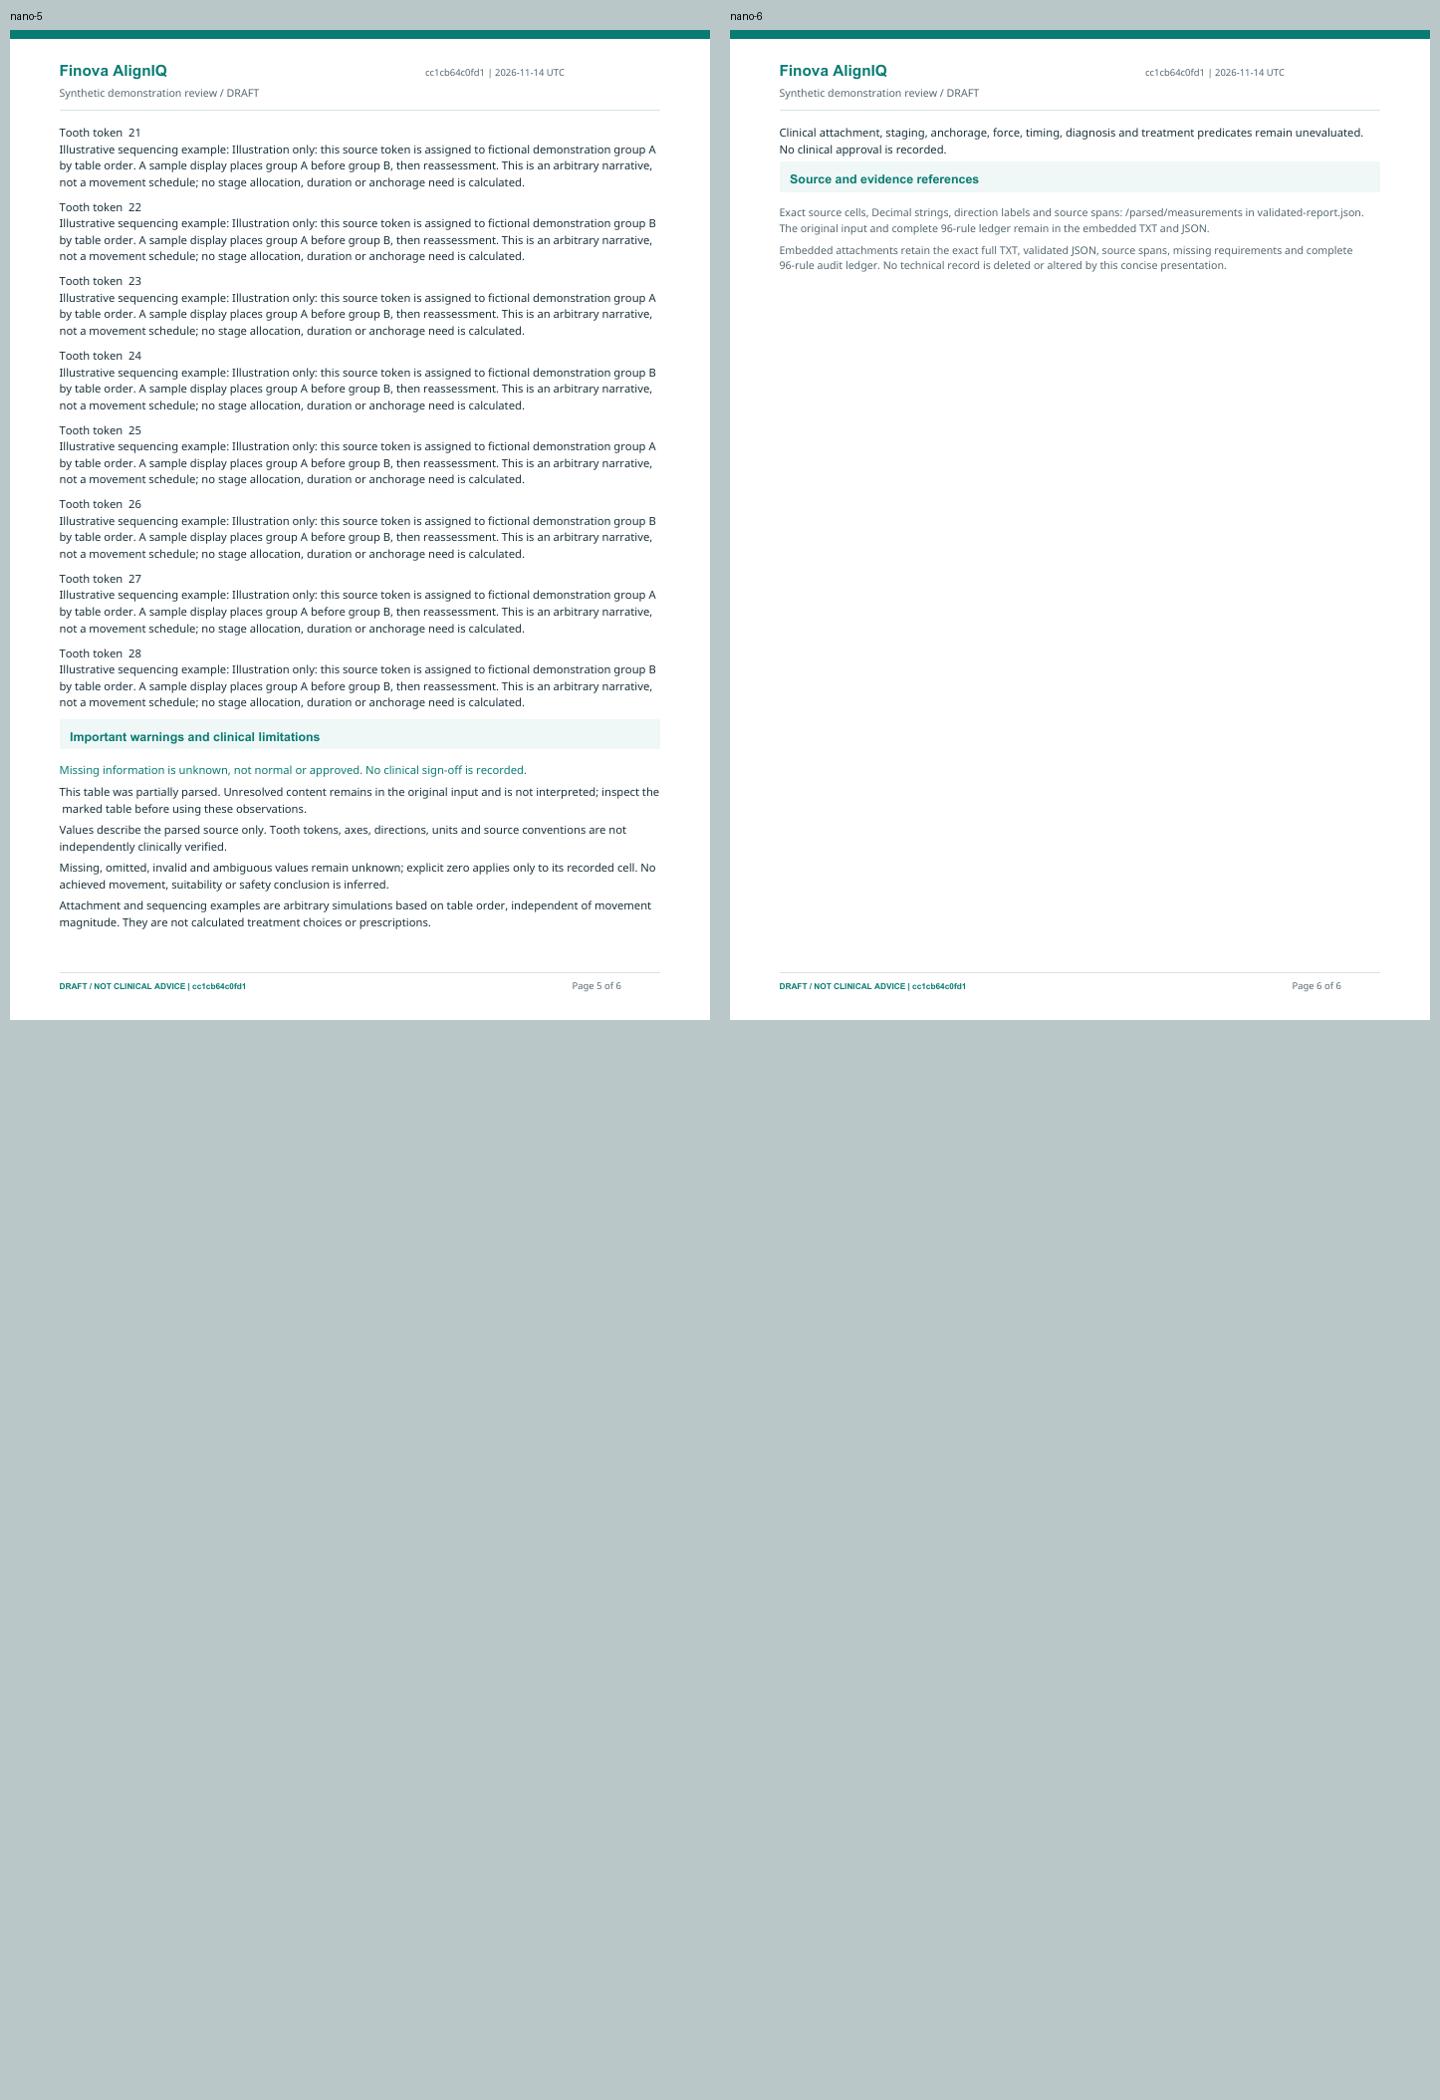 nano-5
Finova AlignIQ
cc1cb64c0fd1 | 2026-11-14 UTC
Synthetic demonstration review / DRAFT
Tooth token 21
Illustrative sequencing example: Illustration only: this source token is assigned to fictional demonstration group A
by table order. A sample display places group A before group B, then reassessment. This is an arbitrary narrative,
not a movement schedule; no stage allocation, duration or anchorage need is calculated.
Tooth token 22
Illustrative sequencing example: Illustration only: this source token is assigned to fictional demonstration group B
by table order. A sample display places group A before group B, then reassessment. This is an arbitrary narrative,
not a movement schedule; no stage allocation, duration or anchorage need is calculated.
Tooth token 23
Illustrative sequencing example: Illustration only: this source token is assigned to fictional demonstration group A
by table order. A sample display places group A before group B, then reassessment. This is an arbitrary narrative,
not a movement schedule; no stage allocation, duration or anchorage need is calculated.
Tooth token 24
Illustrative sequencing example: Illustration only: this source token is assigned to fictional demonstration group B
by table order. A sample display places group A before group B, then reassessment. This is an arbitrary narrative,
not a movement schedule; no stage allocation, duration or anchorage need is calculated.
Tooth token 25
Illustrative sequencing example: Illustration only: this source token is assigned to fictional demonstration group A
by table order. A sample display places group A before group B, then reassessment. This is an arbitrary narrative,
not a movement schedule; no stage allocation, duration or anchorage need is calculated.
Tooth token 26
Illustrative sequencing example: Illustration only: this source token is assigned to fictional demonstration group B
by table order. A sample display places group A before group B, then reassessment. This is an arbitrary narrative,
not a movement schedule; no stage allocation, duration or anchorage need is calculated.
Tooth token 27
Illustrative sequencing example: Illustration only: this source token is assigned to fictional demonstration group A
by table order. A sample display places group A before group B, then reassessment. This is an arbitrary narrative,
not a movement schedule; no stage allocation, duration or anchorage need is calculated.
Tooth token 28
Illustrative sequencing example: Illustration only: this source token is assigned to fictional demonstration group B
by table order. A sample display places group A before group B, then reassessment. This is an arbitrary narrative,
not a movement schedule; no stage allocation, duration or anchorage need is calculated.
Important warnings and clinical limitations
Missing information is unknown, not normal or approved. No clinical sign-off is recorded.
This table was partially parsed. Unresolved content remains in the original input and is not interpreted; inspect the
marked table before using these observations.
Values describe the parsed source only. Tooth tokens, axes, directions, units and source conventions are not
independently clinically verified.
Missing, omitted, invalid and ambiguous values remain unknown; explicit zero applies only to its recorded cell. No
achieved movement, suitability or safety conclusion is inferred.
Attachment and sequencing examples are arbitrary simulations based on table order, independent of movement
magnitude. They are not calculated treatment choices or prescriptions.
DRAFT / NOT CLINICAL ADVICE | cc1cb64c0fd1
Page 5 of 6
nano-6
Finova AlignIQ
cc1cb64c0fd1 | 2026-11-14 UTC
Synthetic demonstration review / DRAFT
Clinical attachment, staging, anchorage, force, timing, diagnosis and treatment predicates remain unevaluated.
No clinical approval is recorded.
Source and evidence references
Exact source cells, Decimal strings, direction labels and source spans: /parsed/measurements in validated-report.json.
The original input and complete 96-rule ledger remain in the embedded TXT and JSON.
Embedded attachments retain the exact full TXT, validated JSON, source spans, missing requirements and complete
96-rule audit ledger. No technical record is deleted or altered by this concise presentation.
DRAFT / NOT CLINICAL ADVICE | cc1cb64c0fd1
Page 6 of 6